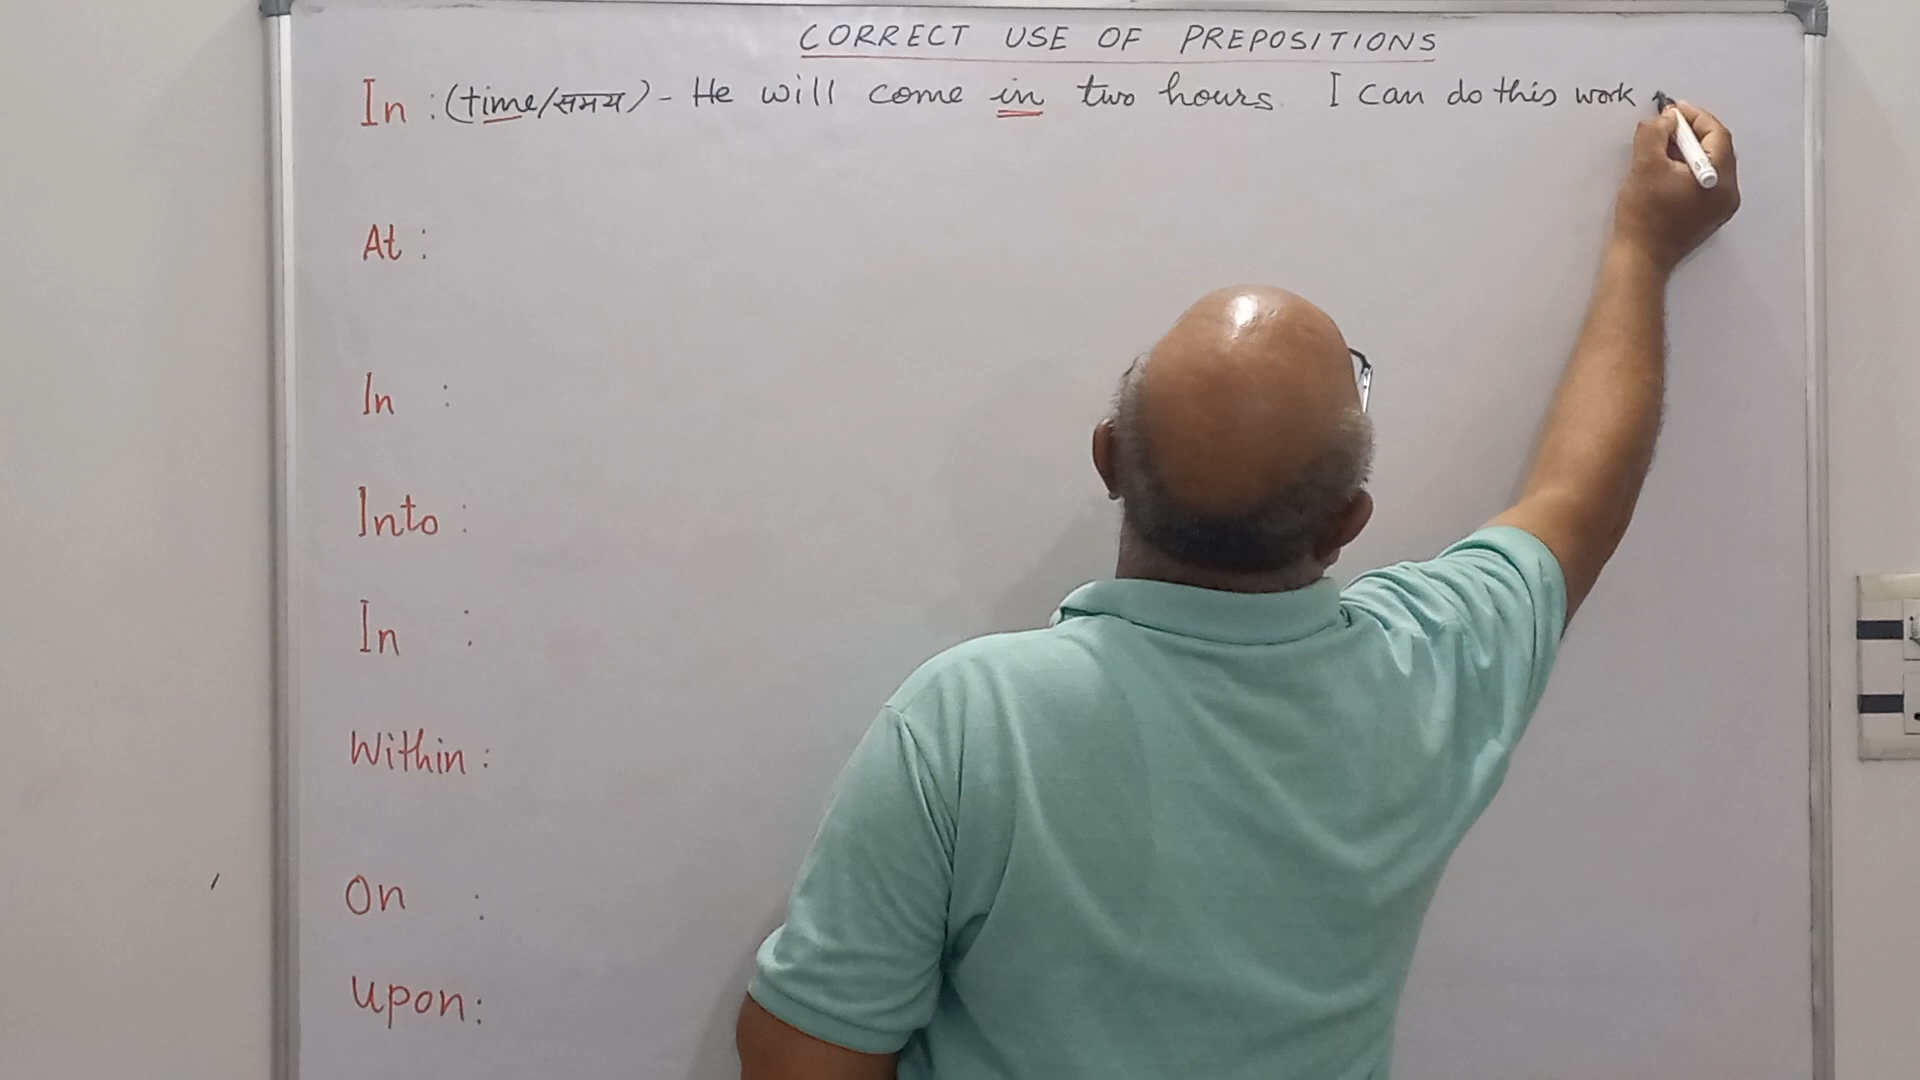 CORRECT USE OF PREPOSITIONS
In : (time/समय) - He will come in two hours. I can do this work
At :
In :
Into :
In :
Within :
On :
Upon :